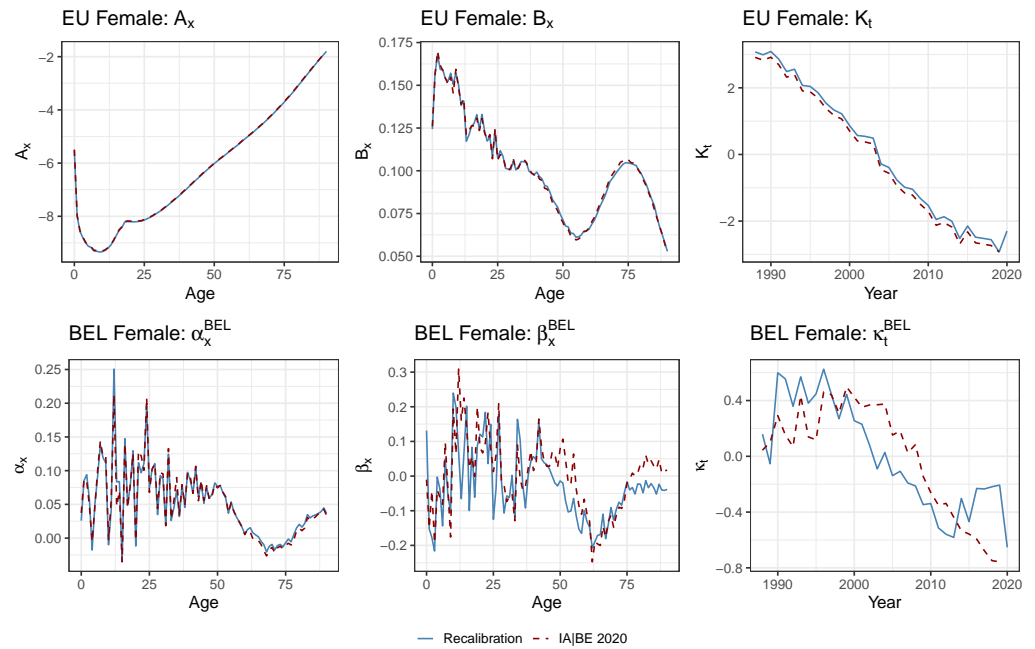 EU Female: Aₓ
EU Female: Bₓ
EU Female: Kₜ
Aₓ
−2
−4
−6
−8
0
25
50
75
Age
Bₓ
0.175
0.150
0.125
0.100
0.075
0.050
0
25
50
75
Age
Kₜ
2
0
−2
1990
2000
2010
2020
Year
BEL Female: αₓᴮᴱᴸ
BEL Female: βₓᴮᴱᴸ
BEL Female: κₜᴮᴱᴸ
αₓ
0.25
0.20
0.15
0.10
0.05
0.00
0
25
50
75
Age
βₓ
0.3
0.2
0.1
0.0
−0.1
−0.2
0
25
50
75
Age
κₜ
0.4
0.0
−0.4
−0.8
1990
2000
2010
2020
Year
Recalibration
IA|BE 2020